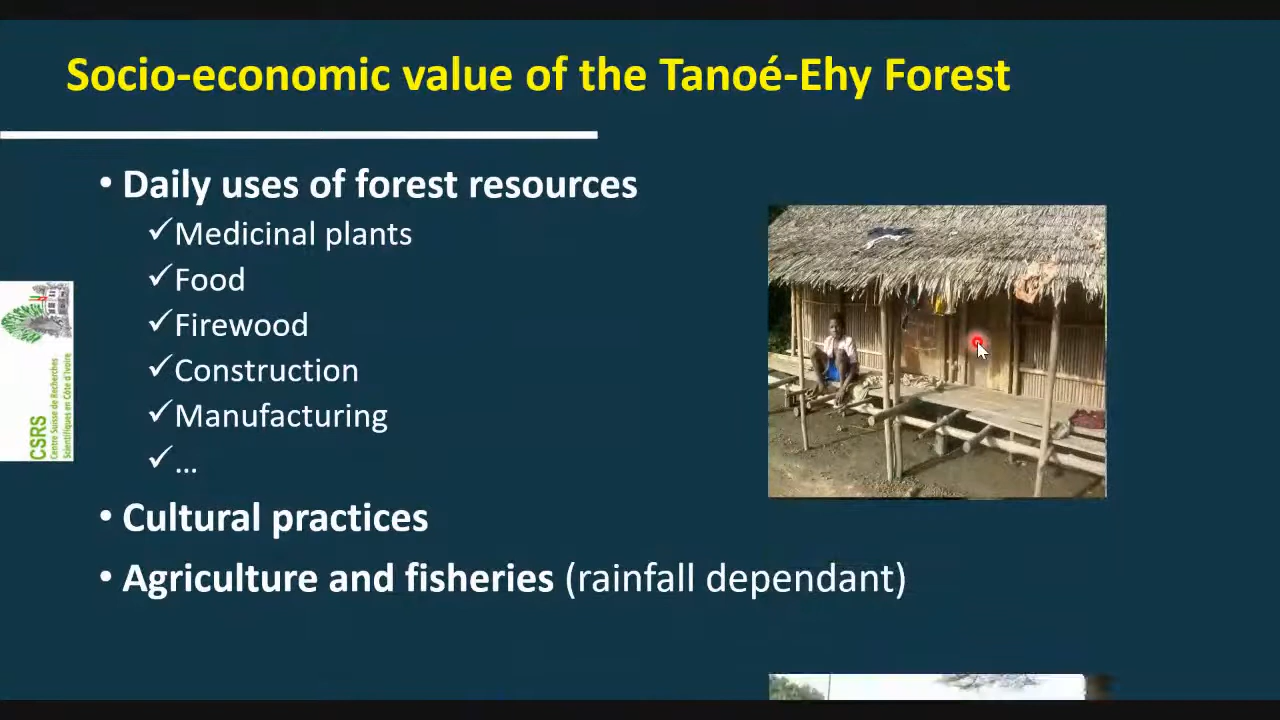 Socio-economic value of the Tanoé-Ehy Forest
• Daily uses of forest resources
✓Medicinal plants
✓Food
✓Firewood
✓Construction
✓Manufacturing
✓...
• Cultural practices
• Agriculture and fisheries (rainfall dependant)
CSRS
Centre Suisse de Recherches
Scientifiques en Côte d'Ivoire